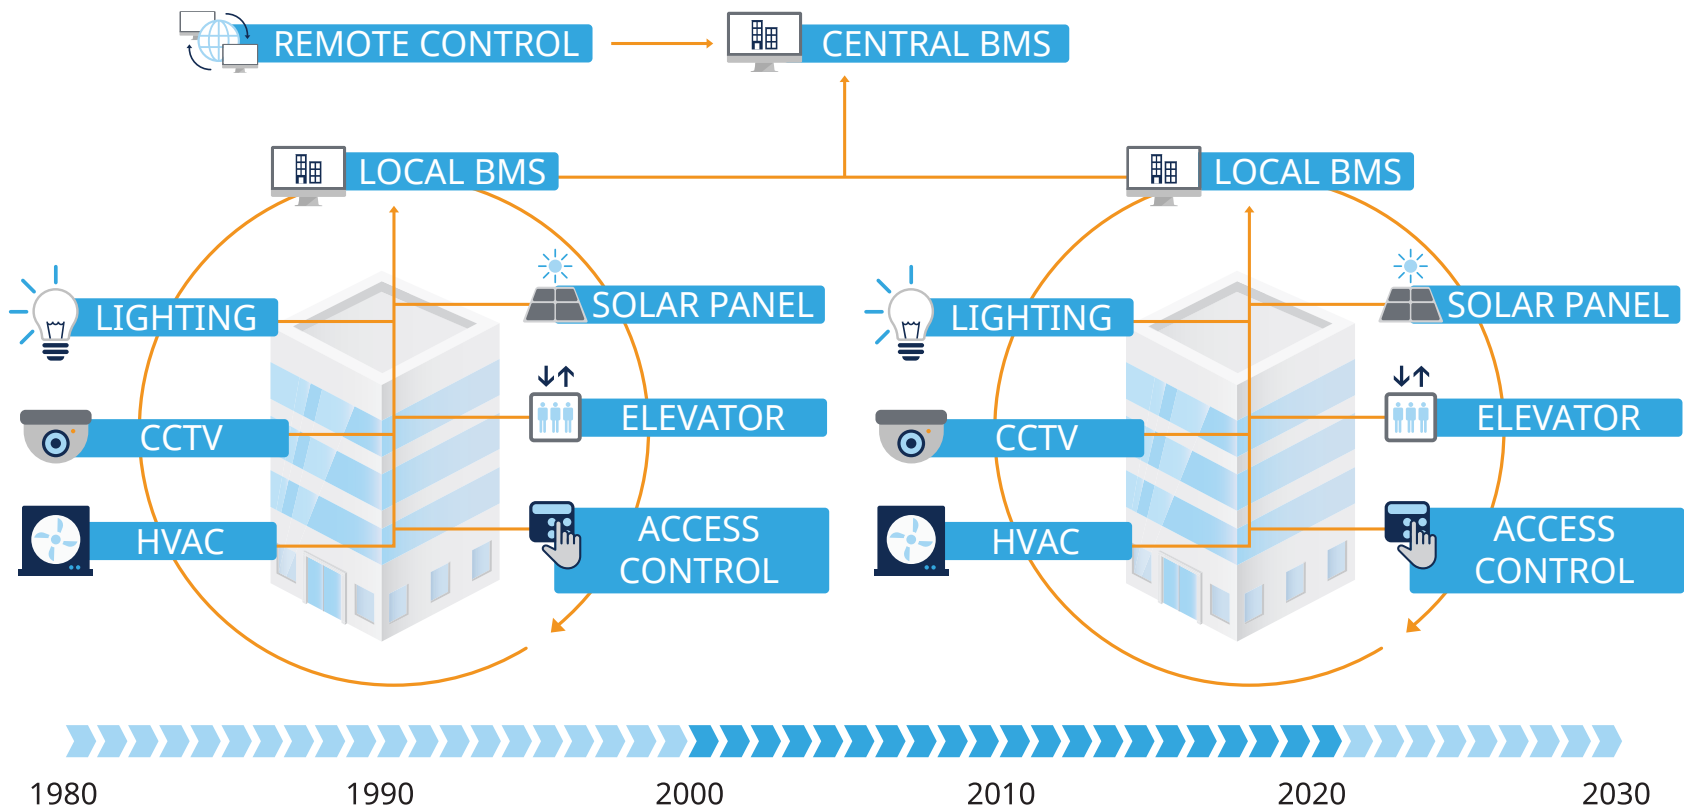 REMOTE CONTROL
CENTRAL BMS
LOCAL BMS
LOCAL BMS
LIGHTING
SOLAR PANEL
LIGHTING
SOLAR PANEL
CCTV
ELEVATOR
CCTV
ELEVATOR
HVAC
ACCESS
CONTROL
HVAC
ACCESS
CONTROL
1980
1990
2000
2010
2020
2030